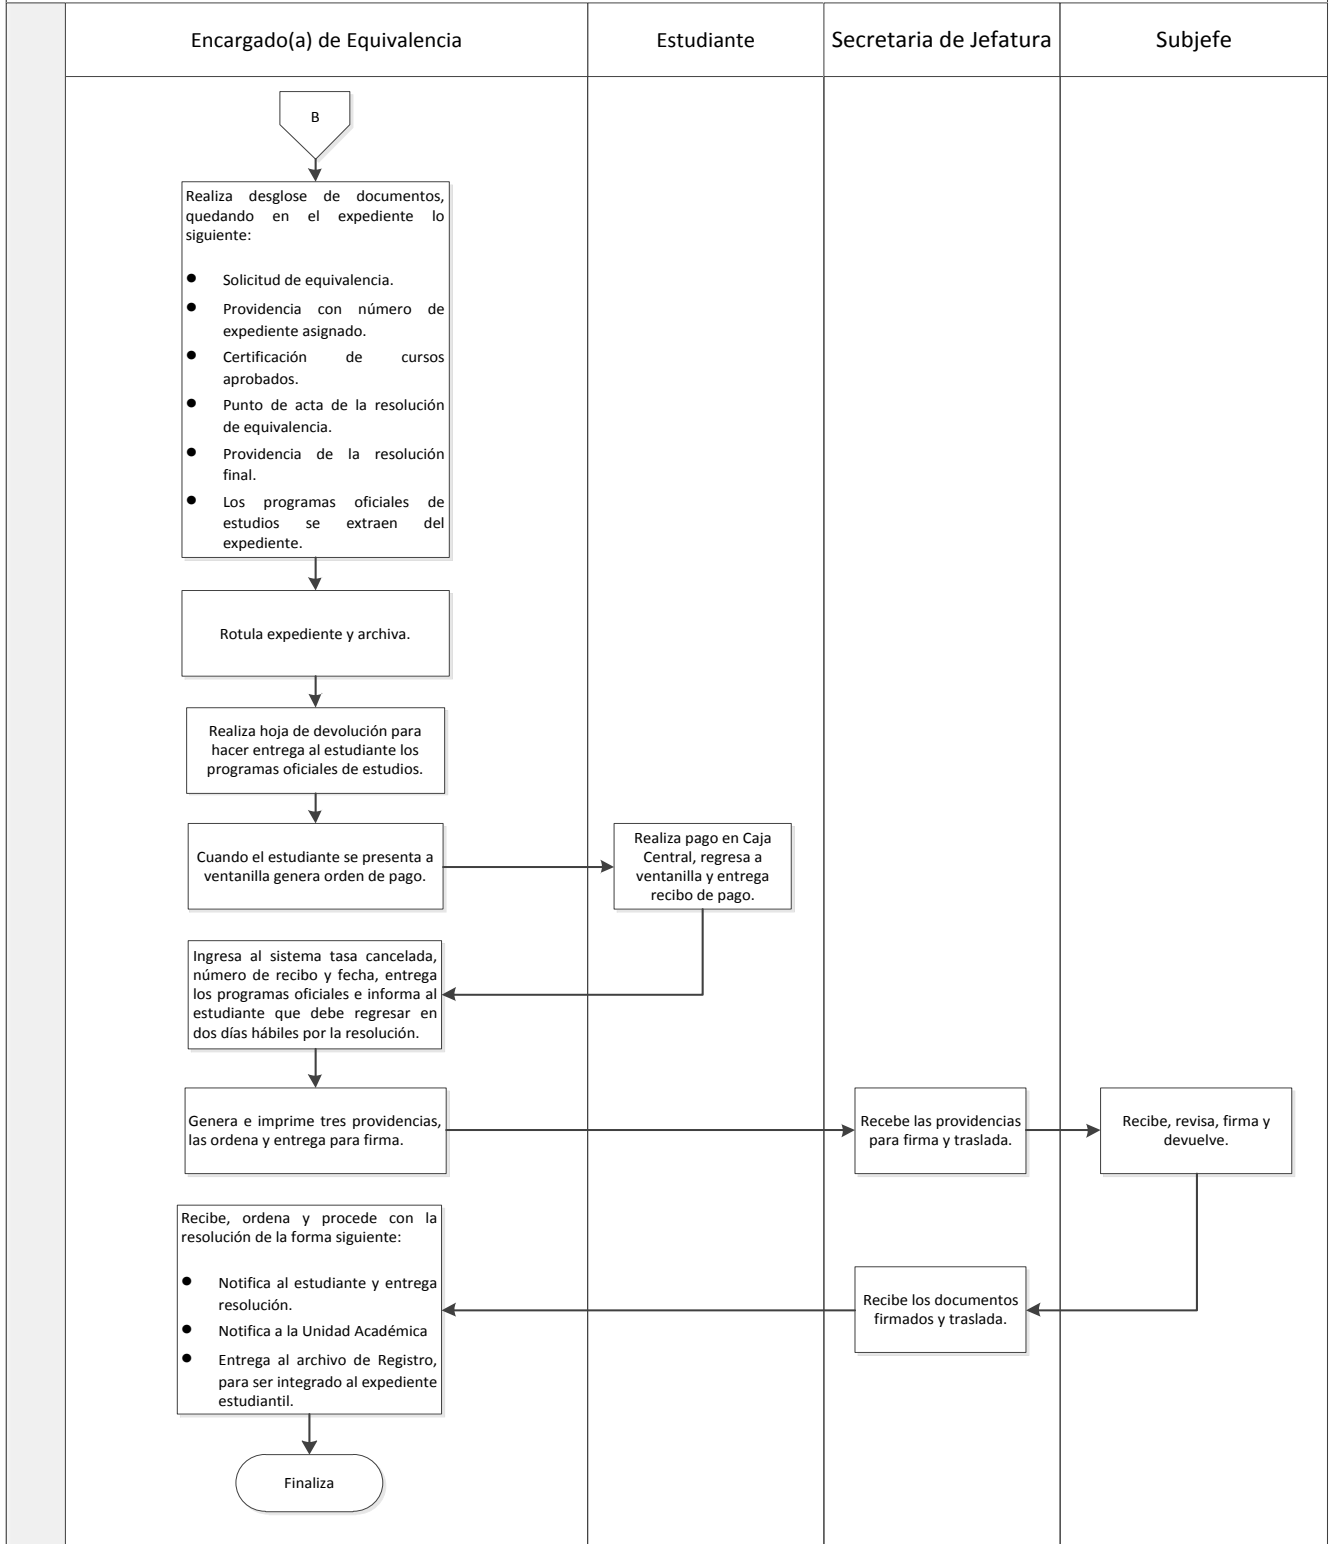 Encargado(a) de Equivalencia
Estudiante
Secretaria de Jefatura
Subjefe
B
Realiza desglose de documentos,
quedando en el expediente lo
siguiente:
● Solicitud de equivalencia.
● Providencia con número de
expediente asignado.
● Certificación de cursos
aprobados.
● Punto de acta de la resolución
de equivalencia.
● Providencia de la resolución
final.
● Los programas oficiales de
estudios se extraen del
expediente.
Rotula expediente y archiva.
Realiza hoja de devolución para
hacer entrega al estudiante los
programas oficiales de estudios.
Cuando el estudiante se presenta a
ventanilla genera orden de pago.
Realiza pago en Caja
Central, regresa a
ventanilla y entrega
recibo de pago.
Ingresa al sistema tasa cancelada,
número de recibo y fecha, entrega
los programas oficiales e informa al
estudiante que debe regresar en
dos días hábiles por la resolución.
Genera e imprime tres providencias,
las ordena y entrega para firma.
Recebe las providencias
para firma y traslada.
Recibe, revisa, firma y
devuelve.
Recibe los documentos
firmados y traslada.
Recibe, ordena y procede con la
resolución de la forma siguiente:
● Notifica al estudiante y entrega
resolución.
● Notifica a la Unidad Académica
● Entrega al archivo de Registro,
para ser integrado al expediente
estudiantil.
Finaliza